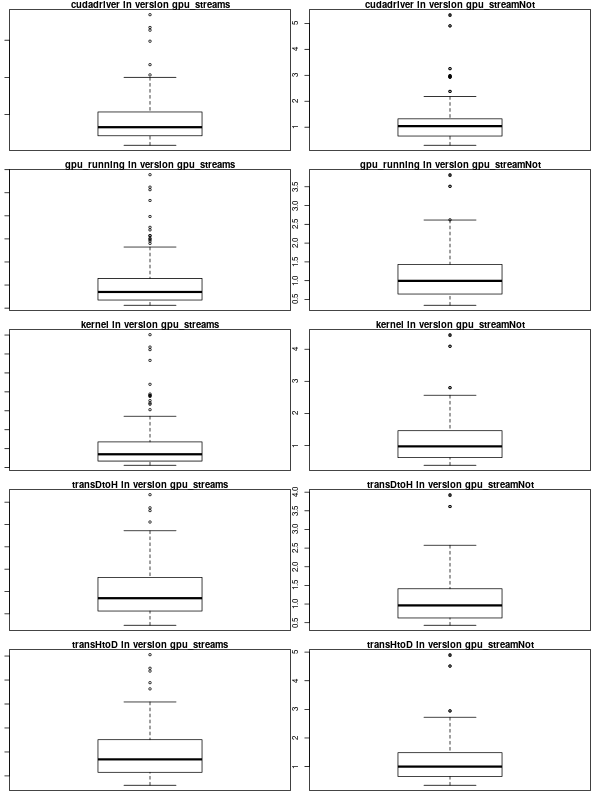 cudadriver in version gpu_streams
cudadriver in version gpu_streamNot
5
4
3
2
1
gpu_running in version gpu_streams
gpu_running in version gpu_streamNot
3.5
3.0
2.5
2.0
1.5
1.0
0.5
kernel in version gpu_streams
kernel in version gpu_streamNot
4
3
2
1
transDtoH in version gpu_streams
transDtoH in version gpu_streamNot
4.0
3.5
3.0
2.5
2.0
1.5
1.0
0.5
transHtoD in version gpu_streams
transHtoD in version gpu_streamNot
5
4
3
2
1